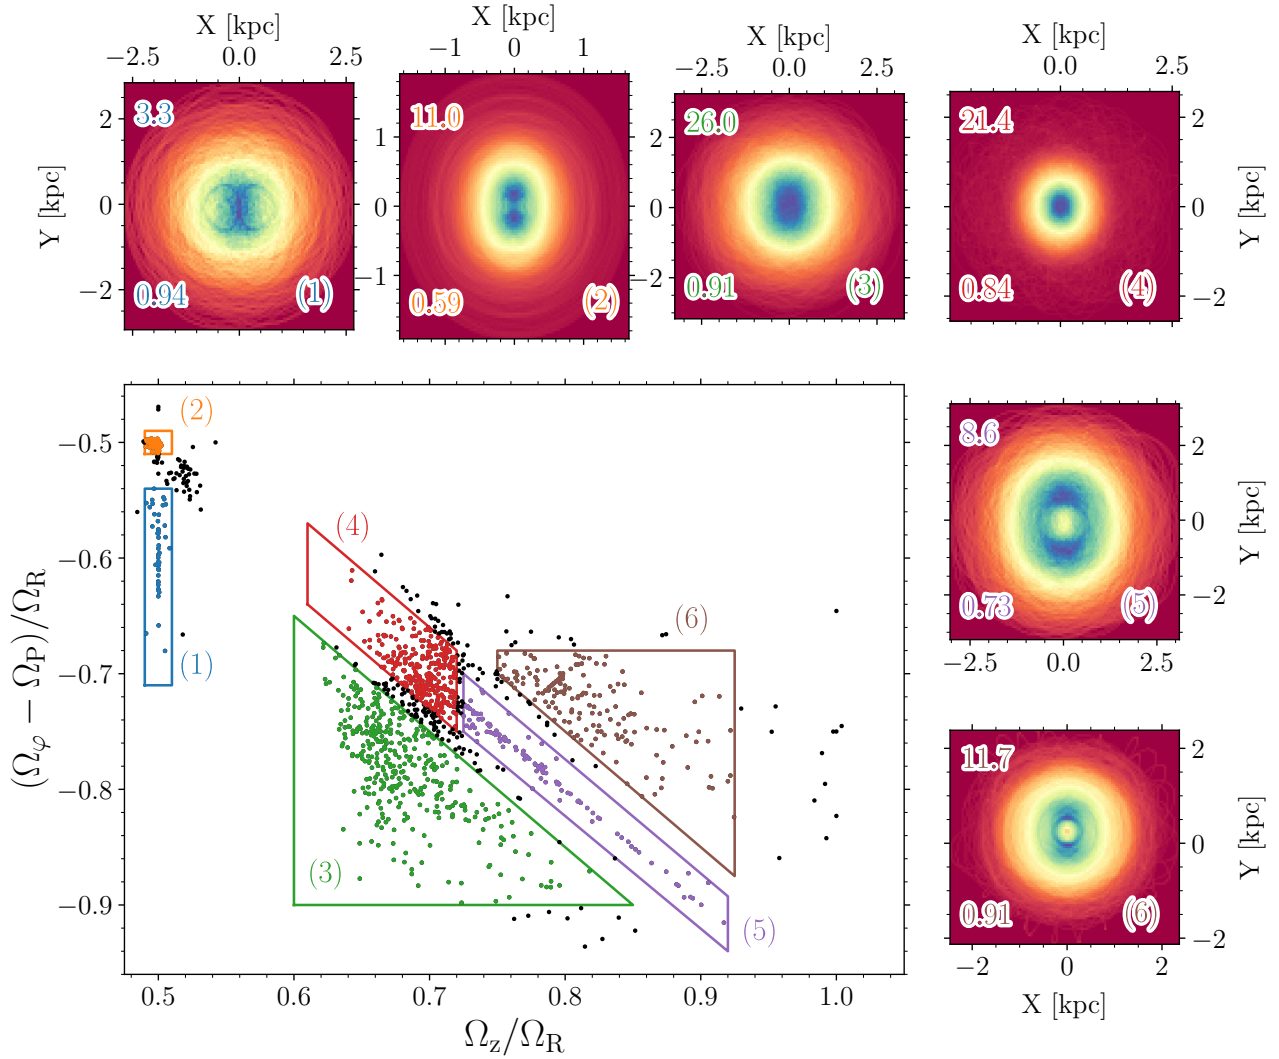 X [kpc]
−2.5 0.0 2.5
X [kpc]
−1 0 1
X [kpc]
−2.5 0.0 2.5
X [kpc]
0.0 2.5
Y [kpc]
2
0
−2
3.3
0.94
(1)
1
0
−1
11.0
0.59
(2)
2
0
−2
26.0
0.91
(3)
21.4
0.84
(4)
2
0
−2
Y [kpc]
(Ω_φ − Ω_P)/Ω_R
−0.5
−0.6
−0.7
−0.8
−0.9
(2)
(1)
(4)
(6)
(3)
(5)
0.5 0.6 0.7 0.8 0.9 1.0
Ω_z/Ω_R
8.6
0.73
(5)
2
0
−2
Y [kpc]
−2.5 0.0 2.5
11.7
0.91
(6)
2
0
−2
Y [kpc]
−2 0 2
X [kpc]